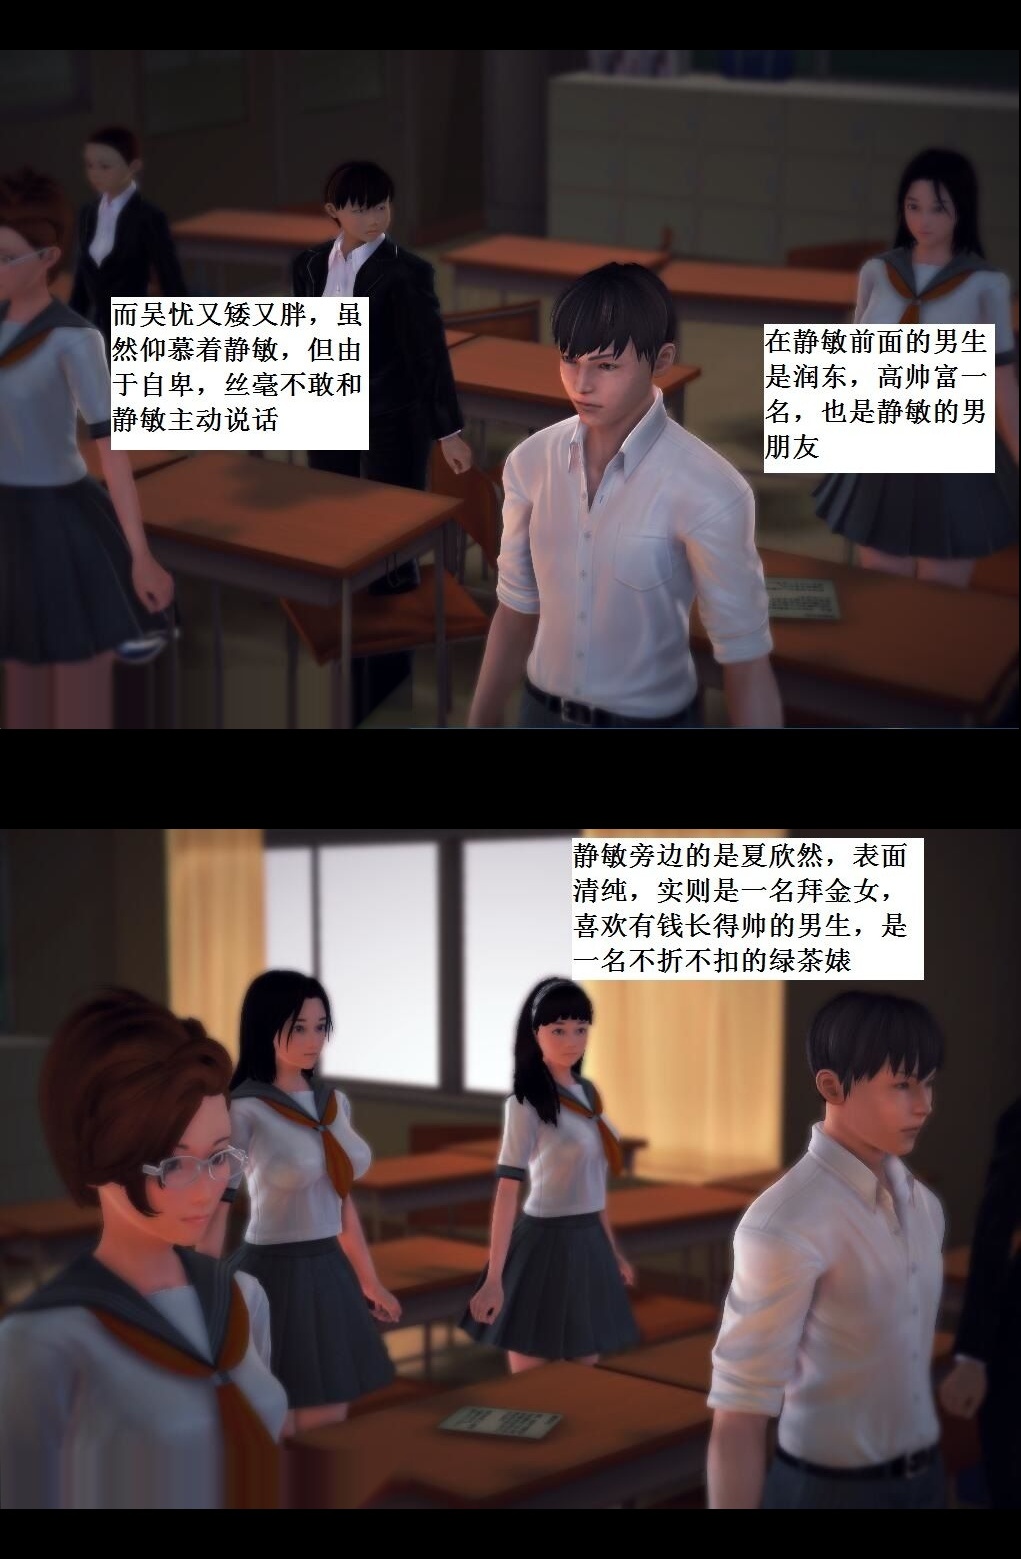 而吴忧又矮又胖，虽
然仰慕着静敏，但由
于自卑，丝毫不敢和
静敏主动说话
在静敏前面的男生
是润东，高帅富一
名，也是静敏的男
朋友
静敏旁边的是夏欣然，表面
清纯，实则是一名拜金女，
喜欢有钱长得帅的男生，是
一名不折不扣的绿茶婊